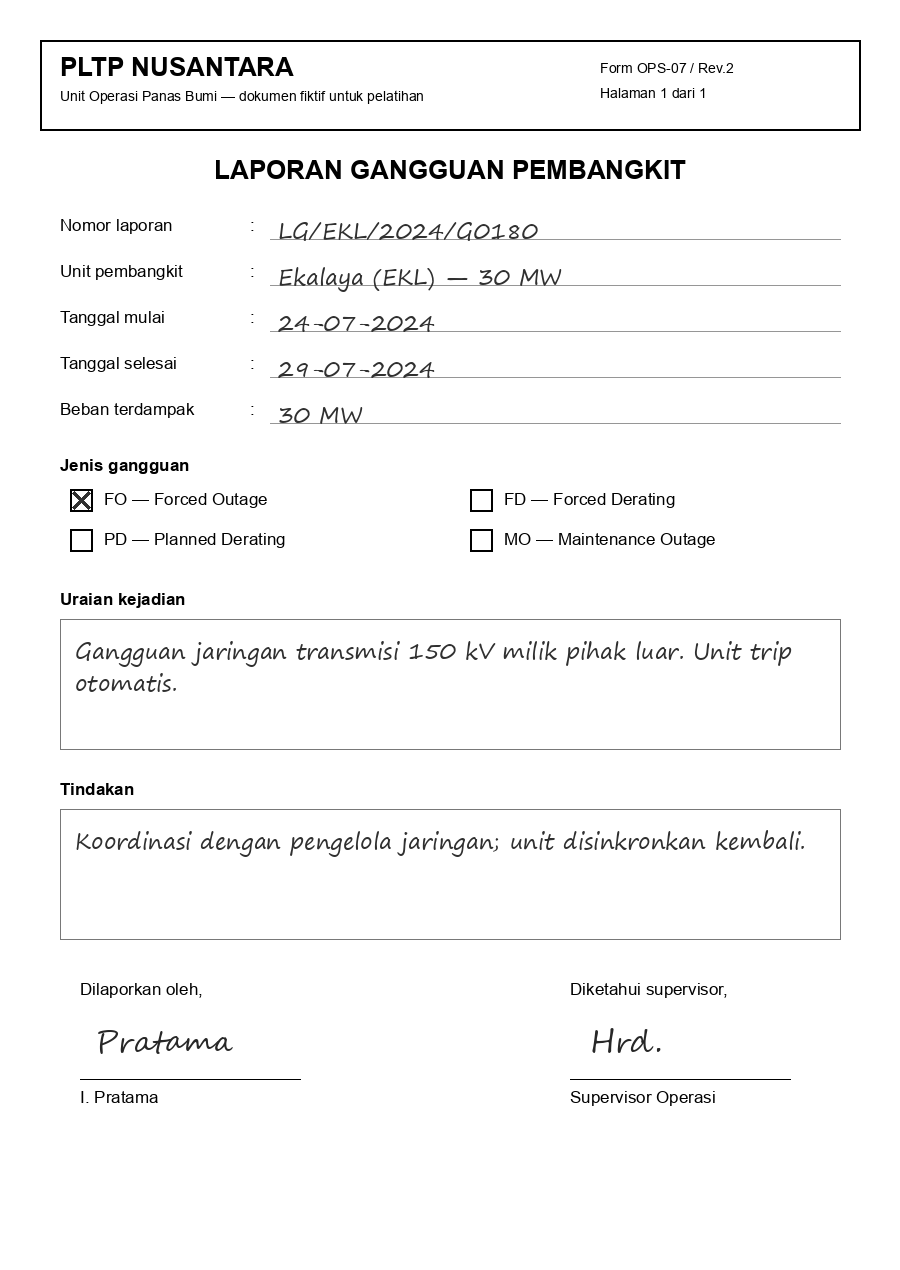 PLTP NUSANTARA
Unit Operasi Panas Bumi — dokumen fiktif untuk pelatihan
Form OPS-07 / Rev.2
Halaman 1 dari 1
LAPORAN GANGGUAN PEMBANGKIT
Nomor laporan : LG/EKL/2024/G0180
Unit pembangkit : Ekalaya (EKL) — 30 MW
Tanggal mulai : 24-07-2024
Tanggal selesai : 29-07-2024
Beban terdampak : 30 MW
Jenis gangguan
☒ FO — Forced Outage ☐ FD — Forced Derating
☐ PD — Planned Derating ☐ MO — Maintenance Outage
Uraian kejadian
Gangguan jaringan transmisi 150 kV milik pihak luar. Unit trip
otomatis.
Tindakan
Koordinasi dengan pengelola jaringan; unit disinkronkan kembali.
Dilaporkan oleh, Diketahui supervisor,
Pratama Hrd.
I. Pratama Supervisor Operasi